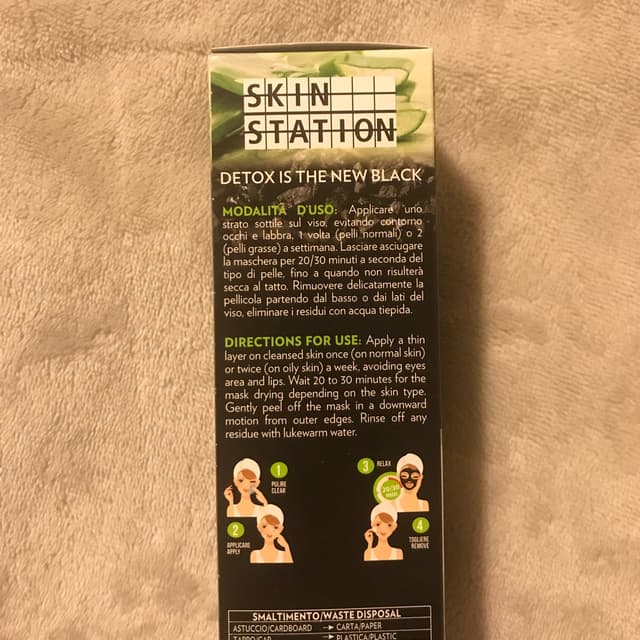 SKIN
STATION
DETOX IS THE NEW BLACK
MODALITÀ D'USO: Applicare uno
strato sottile sul viso, evitando contorno
occhi e labbra, 1 volta (pelli normali) o 2
(pelli grasse) a settimana. Lasciare asciugare
la maschera per 20/30 minuti a seconda del
tipo di pelle, fino a quando non risulterà
secca al tatto. Rimuovere delicatamente la
pellicola partendo dal basso o dai lati del
viso, eliminare i residui con acqua tiepida.
DIRECTIONS FOR USE: Apply a thin
layer on cleansed skin once (on normal skin)
or twice (on oily skin) a week, avoiding eyes
area and lips. Wait 20 to 30 minutes for the
mask drying depending on the skin type.
Gently peel off the mask in a downward
motion from outer edges. Rinse off any
residue with lukewarm water.
1
PULIRE
CLEAR
2
APPLICARE
APPLY
3 RELAX
20/30
4
TOGLIERE
REMOVE
SMALTIMENTO/WASTE DISPOSAL
ASTUCCIO/CARDBOARD → CARTA/PAPER
TAPPO/CAP → PLASTICA/PLASTIC